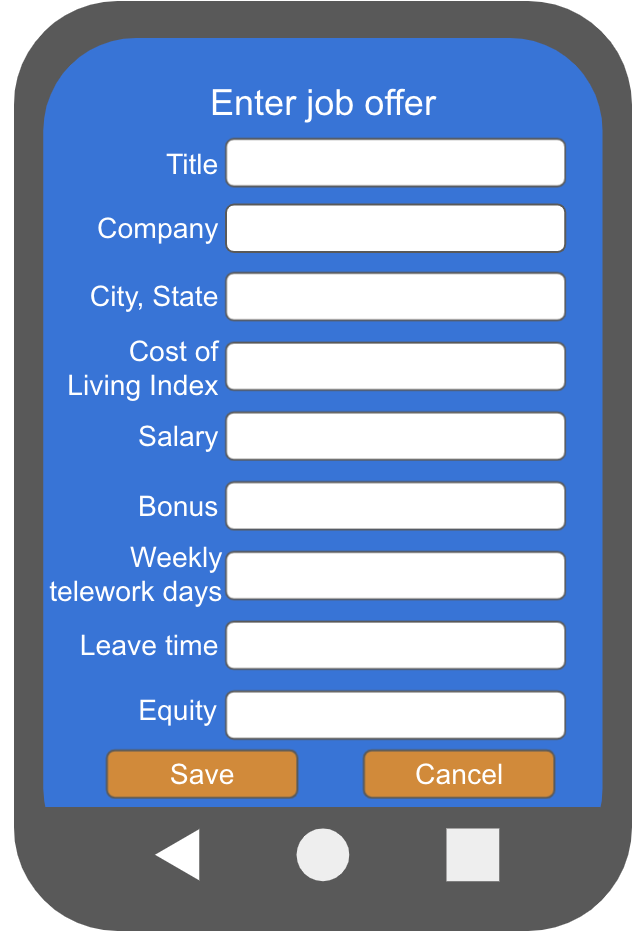 Enter job offer
Title
Company
City, State
Cost of
Living Index
Salary
Bonus
Weekly
telework days
Leave time
Equity
Save
Cancel